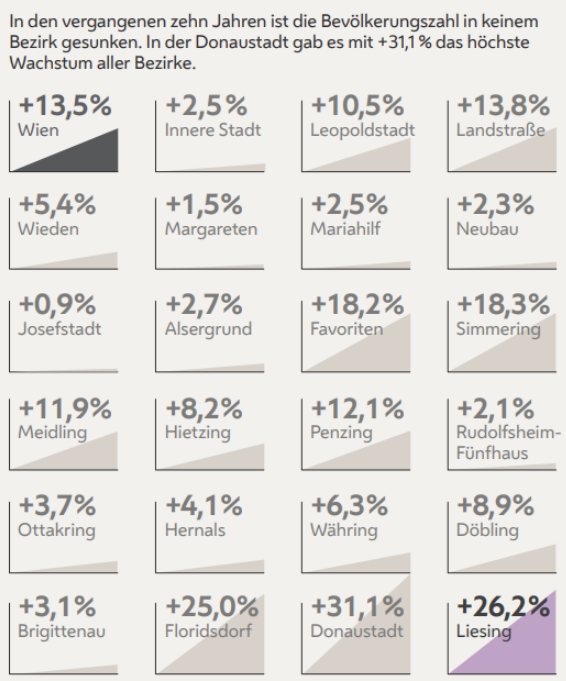 In den vergangenen zehn Jahren ist die Bevölkerungszahl in keinem
Bezirk gesunken. In der Donaustadt gab es mit +31,1 % das höchste
Wachstum aller Bezirke.
+13,5%
Wien
+2,5%
Innere Stadt
+10,5%
Leopoldstadt
+13,8%
Landstraße
+5,4%
Wieden
+1,5%
Margareten
+2,5%
Mariahilf
+2,3%
Neubau
+0,9%
Josefstadt
+2,7%
Alsergrund
+18,2%
Favoriten
+18,3%
Simmering
+11,9%
Meidling
+8,2%
Hietzing
+12,1%
Penzing
+2,1%
Rudolfsheim-
Fünfhaus
+3,7%
Ottakring
+4,1%
Hernals
+6,3%
Währing
+8,9%
Döbling
+3,1%
Brigittenau
+25,0%
Floridsdorf
+31,1%
Donaustadt
+26,2%
Liesing